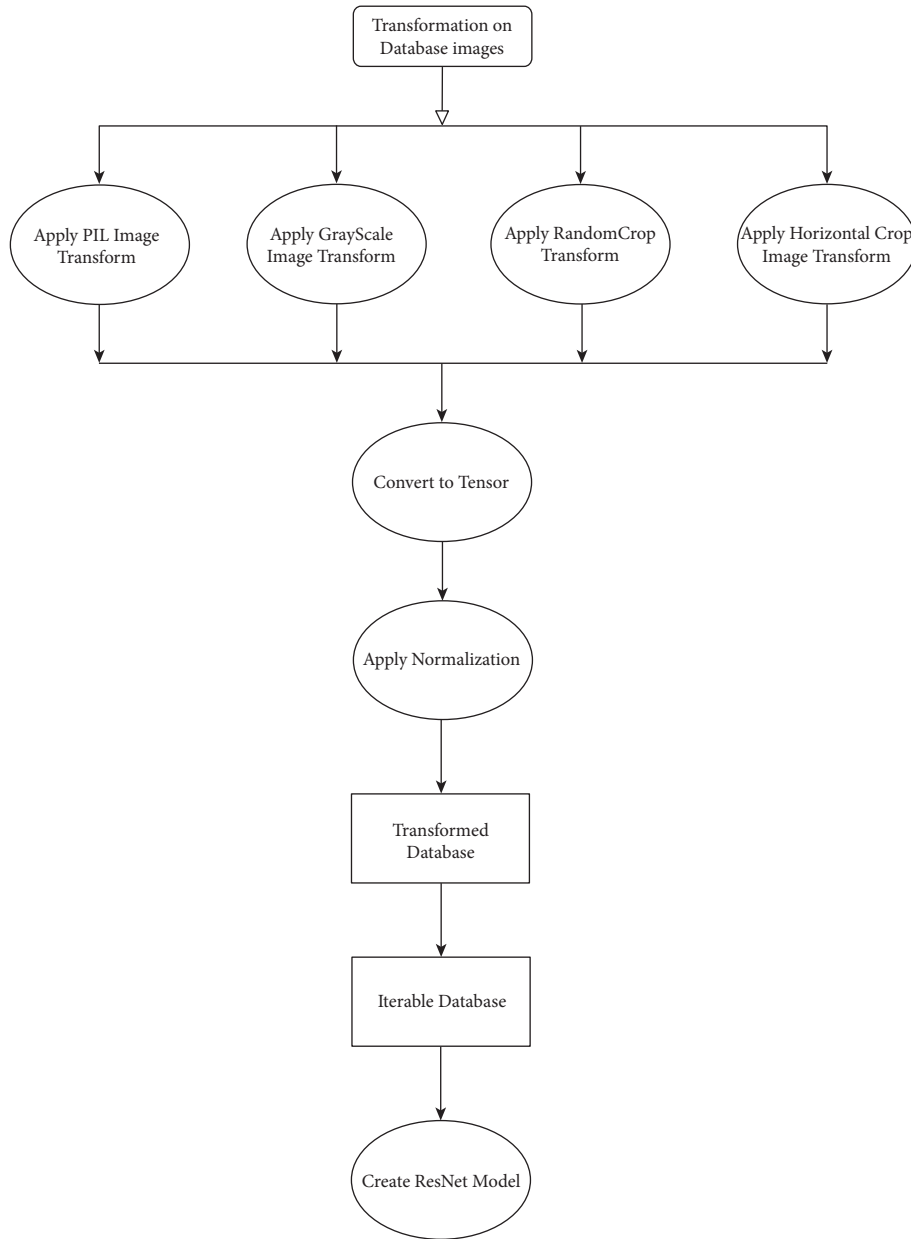 Transformation on
Database images
Apply PIL Image
Transform
Apply GrayScale
Image Transform
Apply RandomCrop
Transform
Apply Horizontal Crop
Image Transform
Convert to Tensor
Apply Normalization
Transformed
Database
Iterable Database
Create ResNet Model